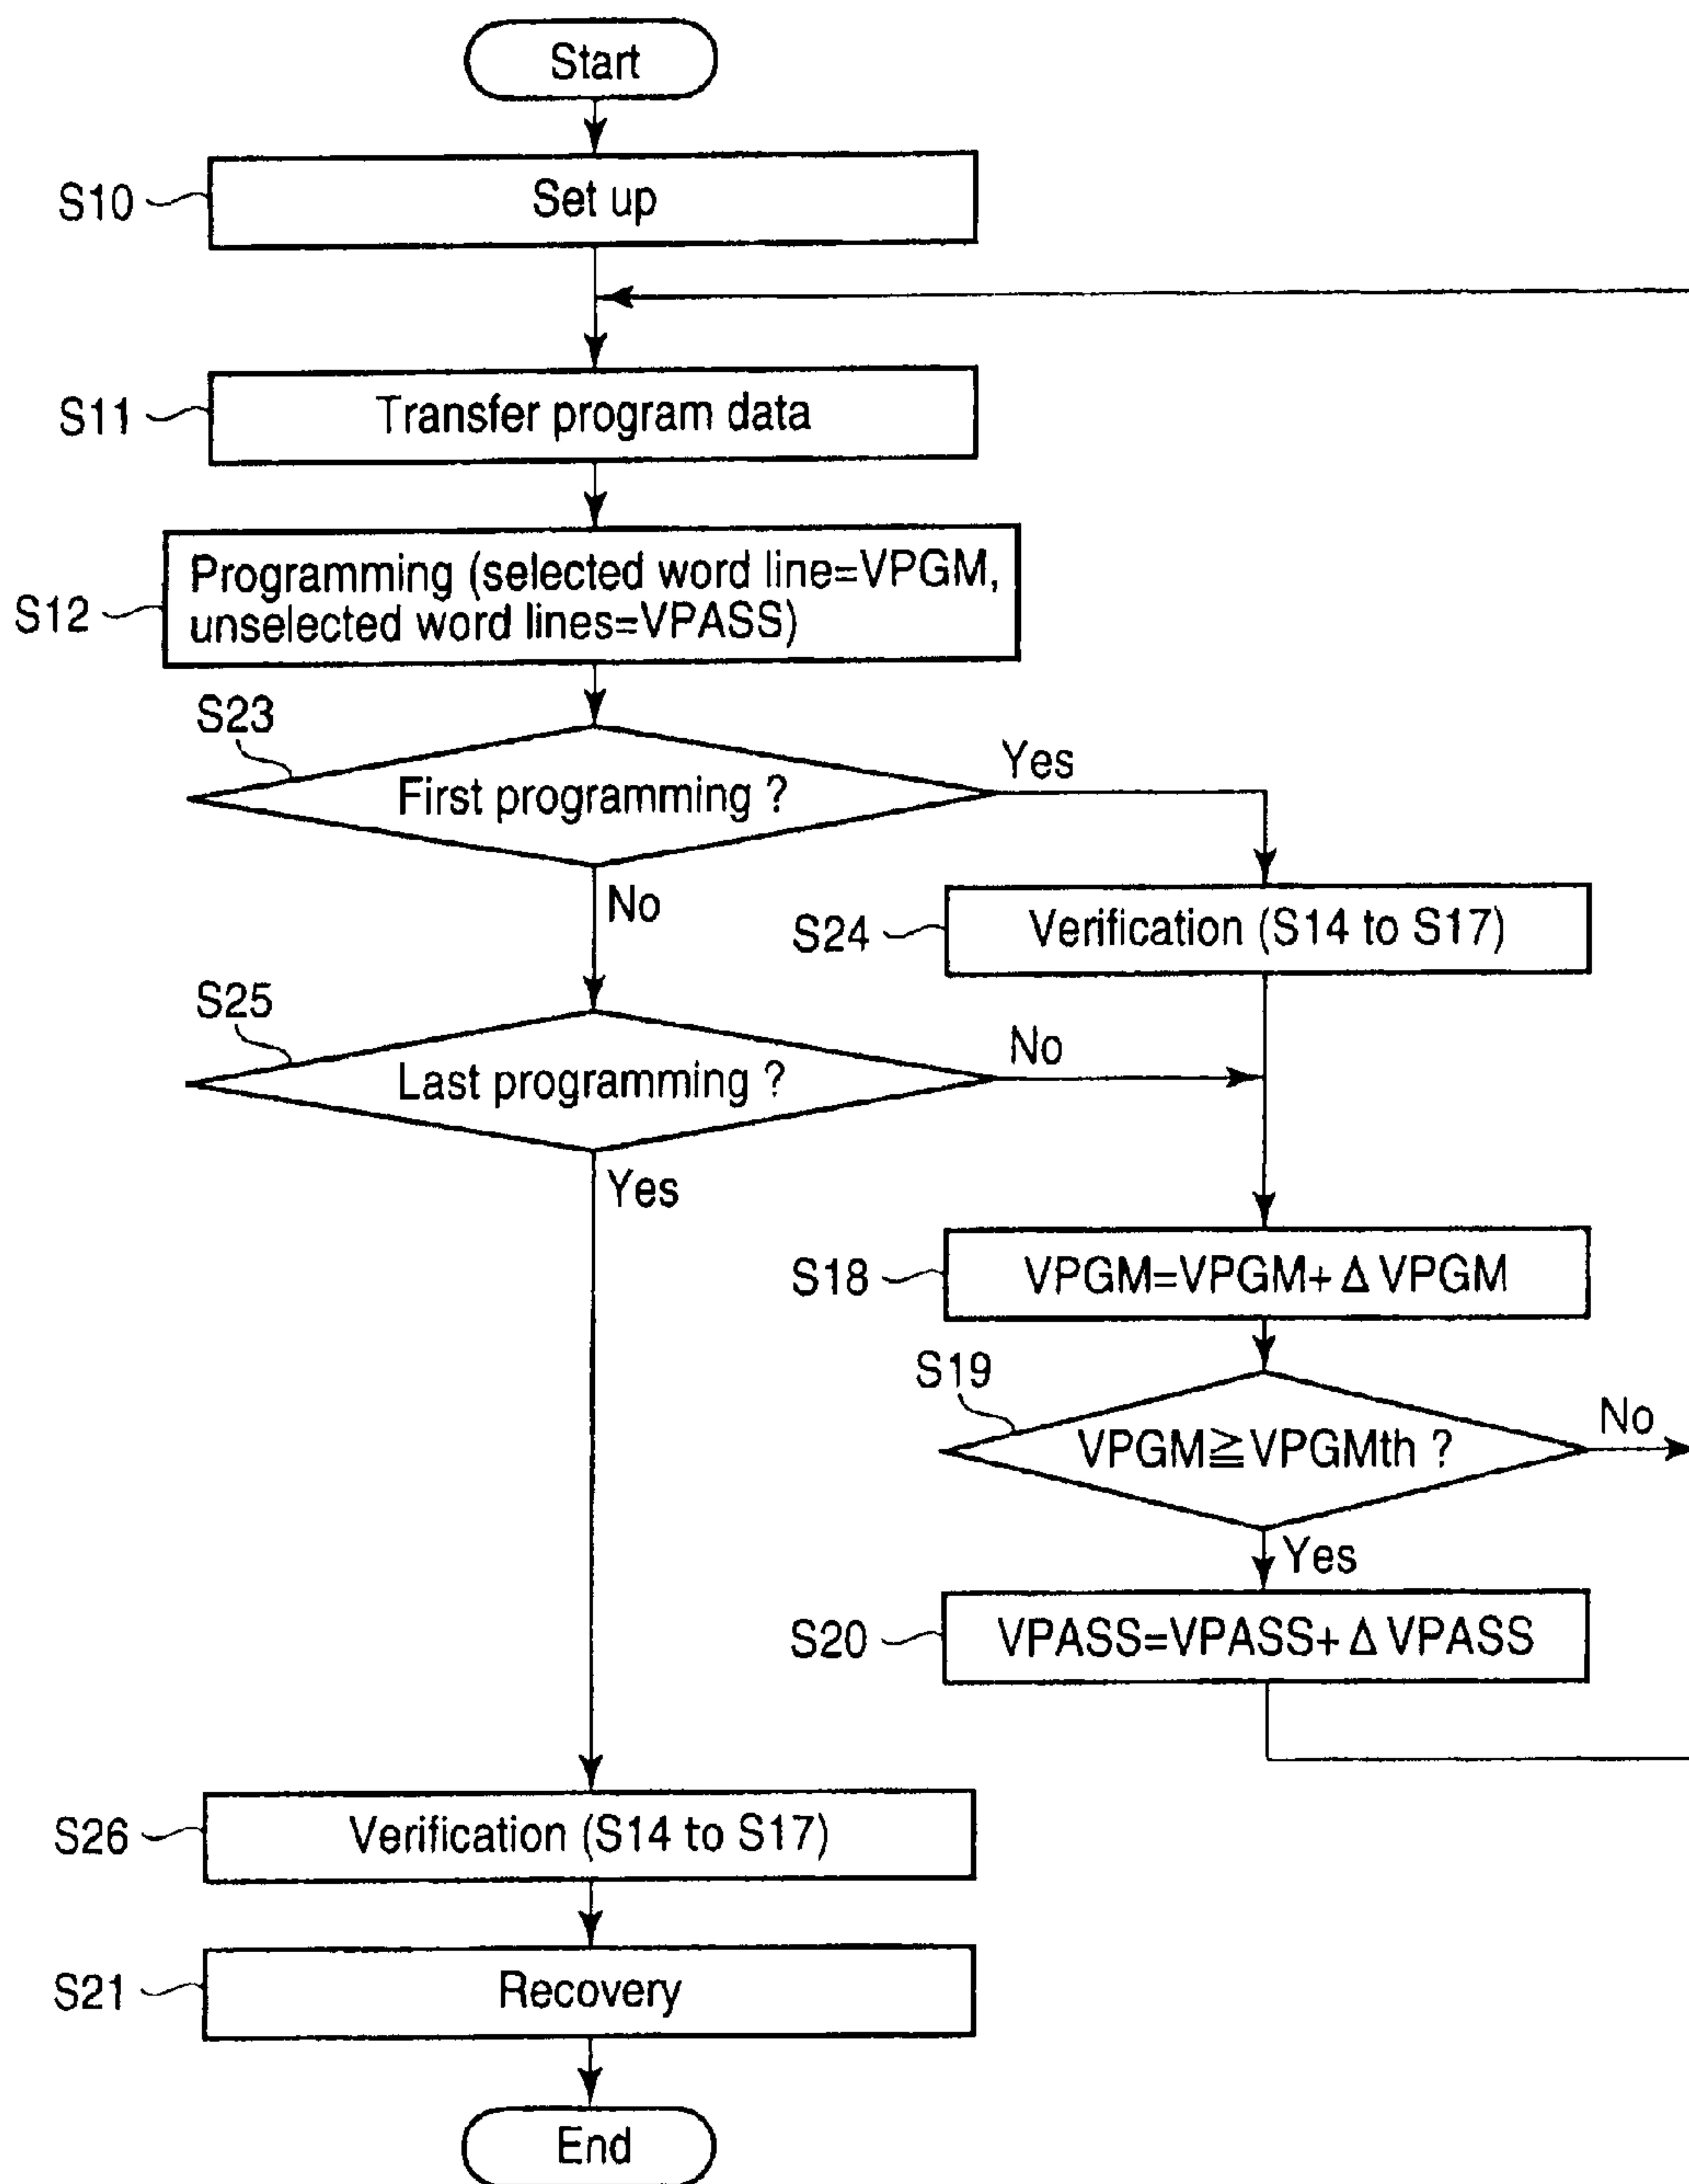 Start
S10
Set up
S11
Transfer program data
S12
Programming (selected word line=VPGM,
unselected word lines=VPASS)
S23
First programming ?
Yes
No
S24
Verification (S14 to S17)
S25
Last programming ?
No
Yes
S18
VPGM=VPGM+ Δ VPGM
S19
VPGM≧VPGMth ?
No
Yes
S20
VPASS=VPASS+ Δ VPASS
S26
Verification (S14 to S17)
S21
Recovery
End